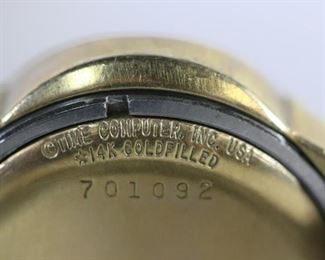 ©TIME COMPUTER, INC. USA
☆14K GOLDFILLED
701092